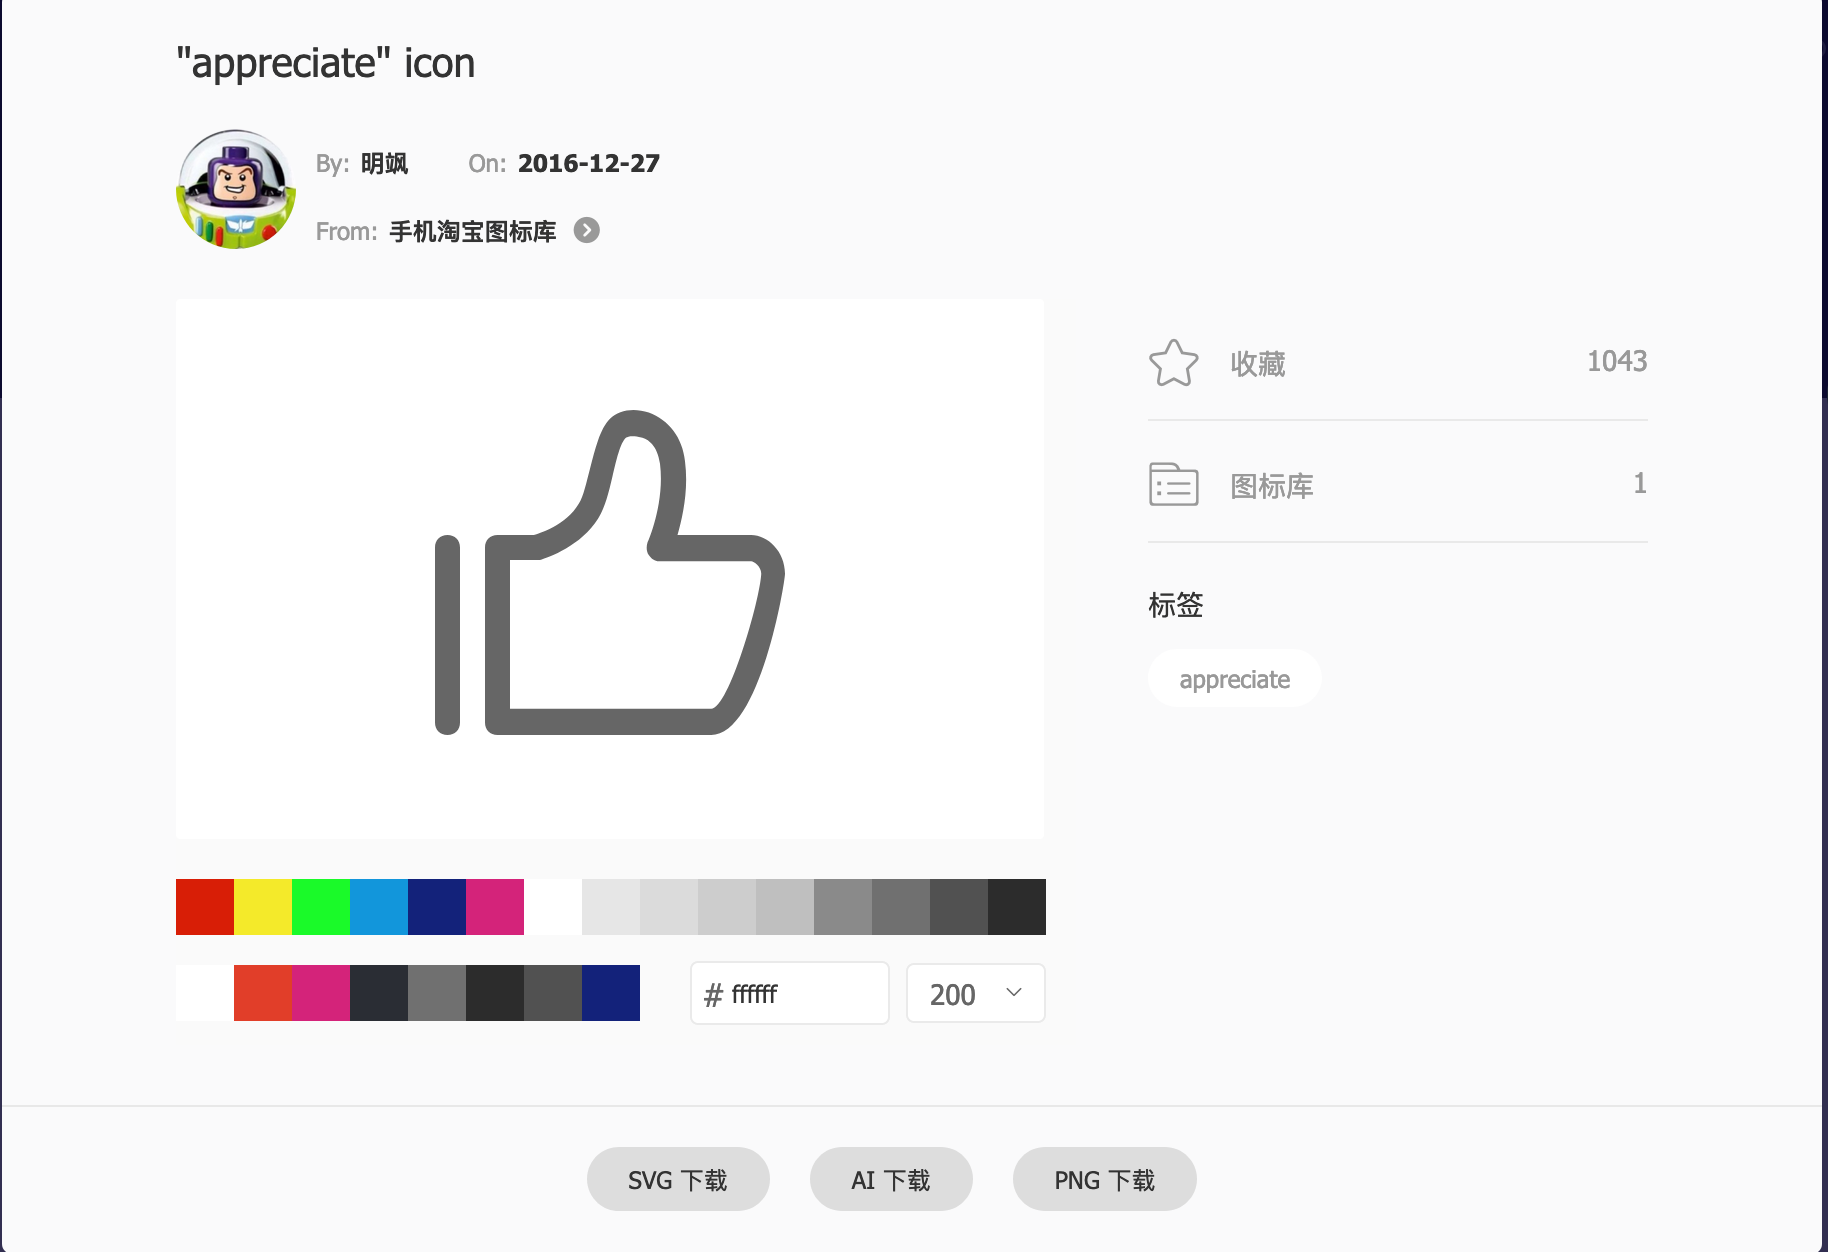 "appreciate" icon
By: 明飒 On: 2016-12-27
From: 手机淘宝图标库
收藏 1043
图标库 1
标签
appreciate
# ffffff 200
SVG 下载 AI 下载 PNG 下载